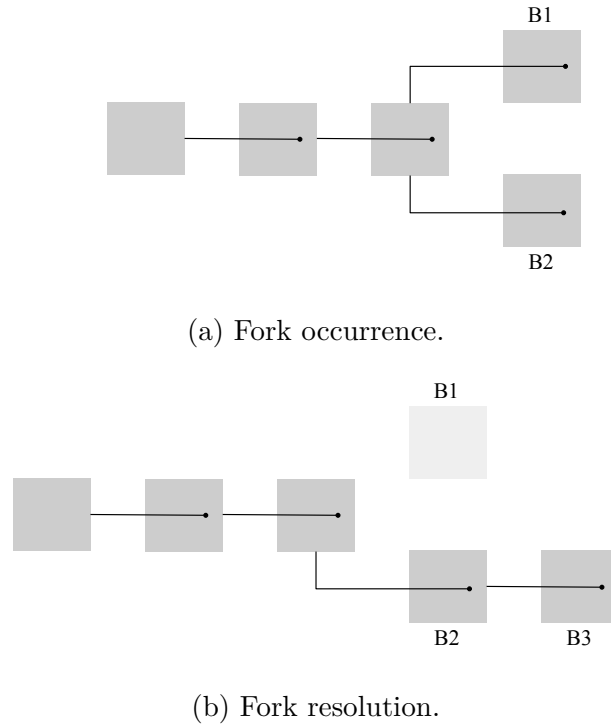 B1
B2
(a) Fork occurrence.
B1
B2 B3
(b) Fork resolution.